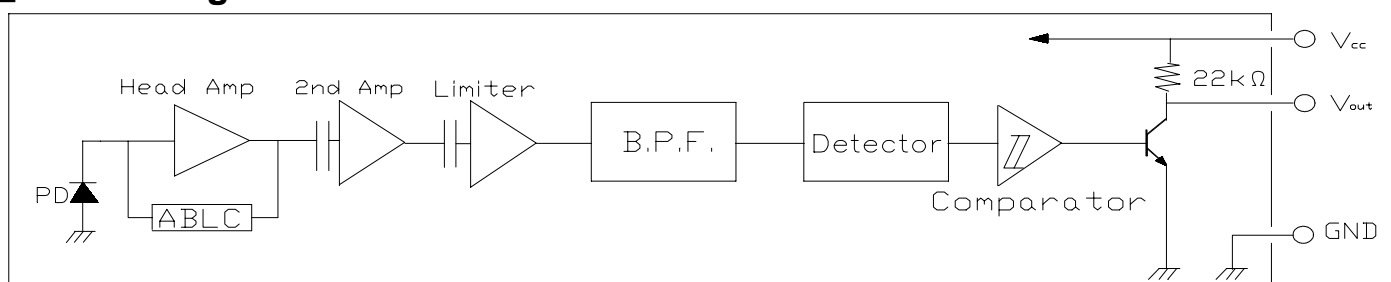 Vcc
22kΩ
Head Amp
2nd Amp
Limiter
Vout
B.P.F.
Detector
PD
ABLC
Comparator
GND